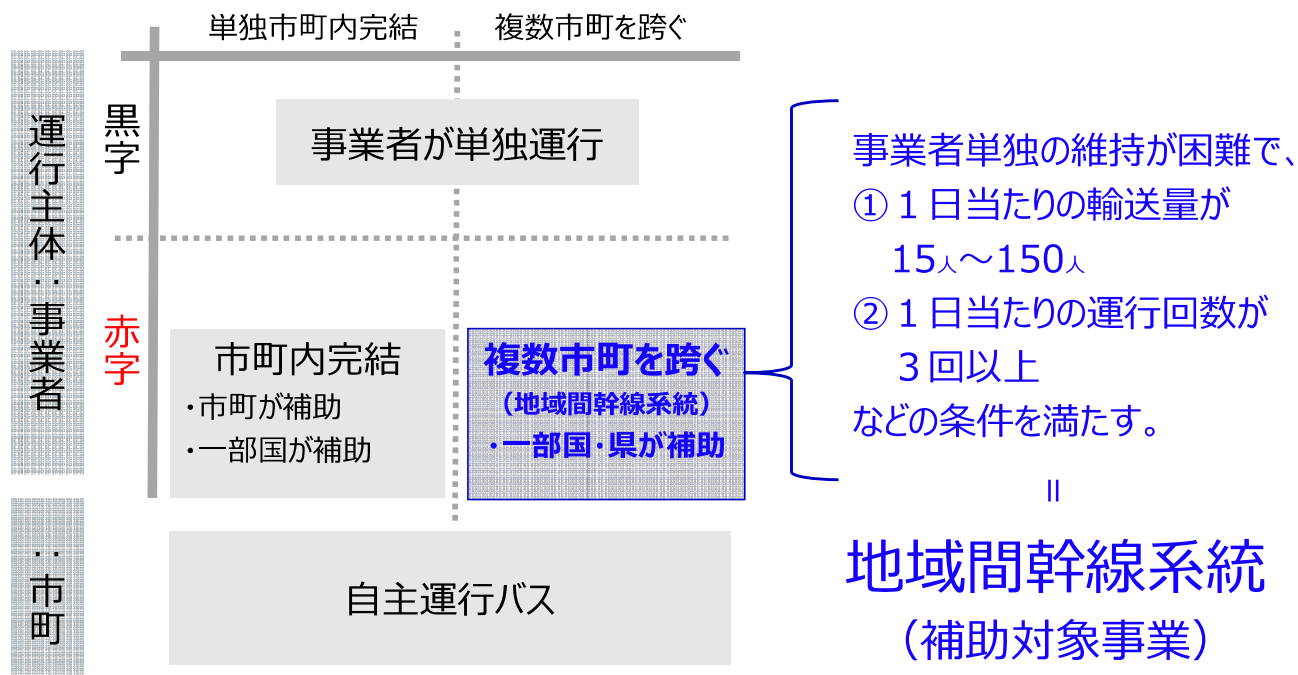 単独市町内完結
複数市町を跨ぐ
運行主体：事業者
黒字
事業者が単独運行
赤字
市町内完結
・市町が補助
・一部国が補助
複数市町を跨ぐ
（地域間幹線系統）
・一部国・県が補助
：市町
自主運行バス
事業者単独の維持が困難で、
①１日当たりの輸送量が
15人～150人
②１日当たりの運行回数が
３回以上
などの条件を満たす。
＝
地域間幹線系統
（補助対象事業）